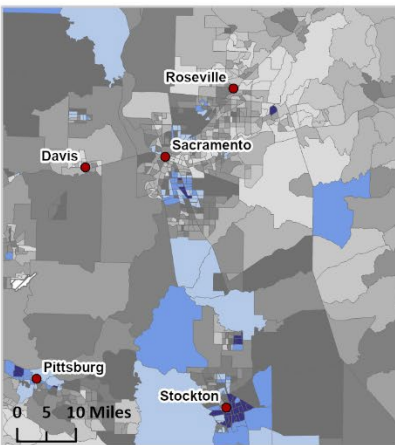 Roseville
Sacramento
Davis
Pittsburg
Stockton
0 5 10 Miles